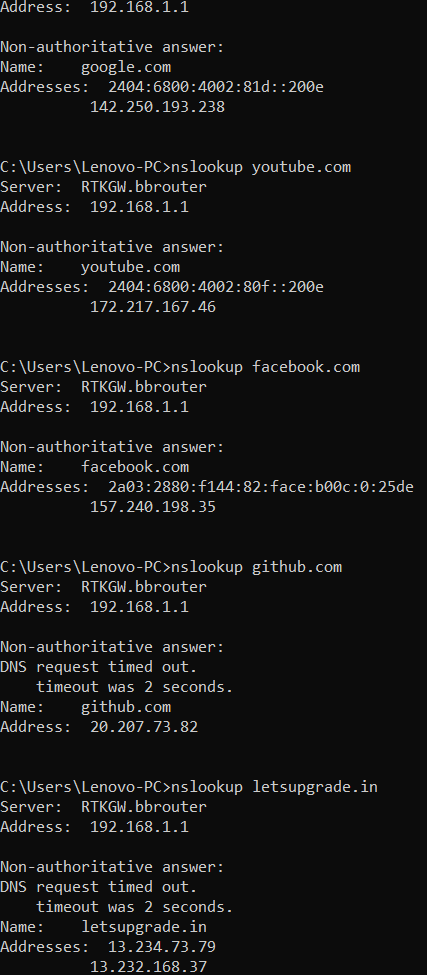 Address:  192.168.1.1
Non-authoritative answer:
Name:    google.com
Addresses:  2404:6800:4002:81d::200e
          142.250.193.238
C:\Users\Lenovo-PC>nslookup youtube.com
Server:  RTKGW.bbrouter
Address:  192.168.1.1
Non-authoritative answer:
Name:    youtube.com
Addresses:  2404:6800:4002:80f::200e
          172.217.167.46
C:\Users\Lenovo-PC>nslookup facebook.com
Server:  RTKGW.bbrouter
Address:  192.168.1.1
Non-authoritative answer:
Name:    facebook.com
Addresses:  2a03:2880:f144:82:face:b00c:0:25de
          157.240.198.35
C:\Users\Lenovo-PC>nslookup github.com
Server:  RTKGW.bbrouter
Address:  192.168.1.1
Non-authoritative answer:
DNS request timed out.
    timeout was 2 seconds.
Name:    github.com
Address:  20.207.73.82
C:\Users\Lenovo-PC>nslookup letsupgrade.in
Server:  RTKGW.bbrouter
Address:  192.168.1.1
Non-authoritative answer:
DNS request timed out.
    timeout was 2 seconds.
Name:    letsupgrade.in
Addresses:  13.234.73.79
          13.232.168.37